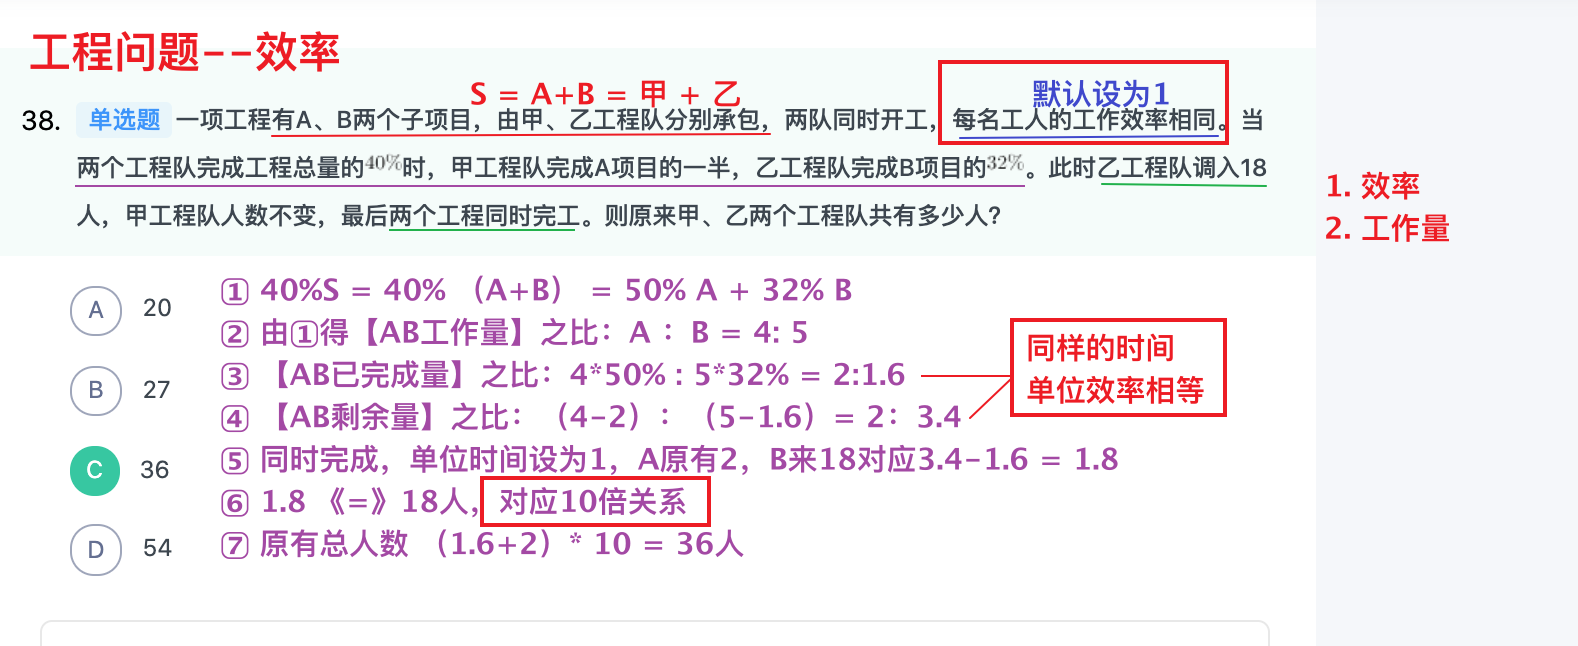 工程问题--效率
S = A+B = 甲 + 乙
默认设为1
38. 单选题 一项工程有A、B两个子项目，由甲、乙工程队分别承包，两队同时开工，每名工人的工作效率相同。当
两个工程队完成工程总量的40%时，甲工程队完成A项目的一半，乙工程队完成B项目的32%。此时乙工程队调入18
人，甲工程队人数不变，最后两个工程同时完工。则原来甲、乙两个工程队共有多少人？
1. 效率
2. 工作量
A 20
B 27
C 36
D 54
① 40%S = 40% （A+B） = 50% A + 32% B
② 由①得【AB工作量】之比：A ：B = 4: 5
③ 【AB已完成量】之比：4*50% : 5*32% = 2:1.6
④ 【AB剩余量】之比：（4-2）：（5-1.6）= 2：3.4
⑤ 同时完成，单位时间设为1，A原有2，B来18对应3.4-1.6 = 1.8
⑥ 1.8 《=》18人，对应10倍关系
⑦ 原有总人数 （1.6+2）* 10 = 36人
同样的时间
单位效率相等